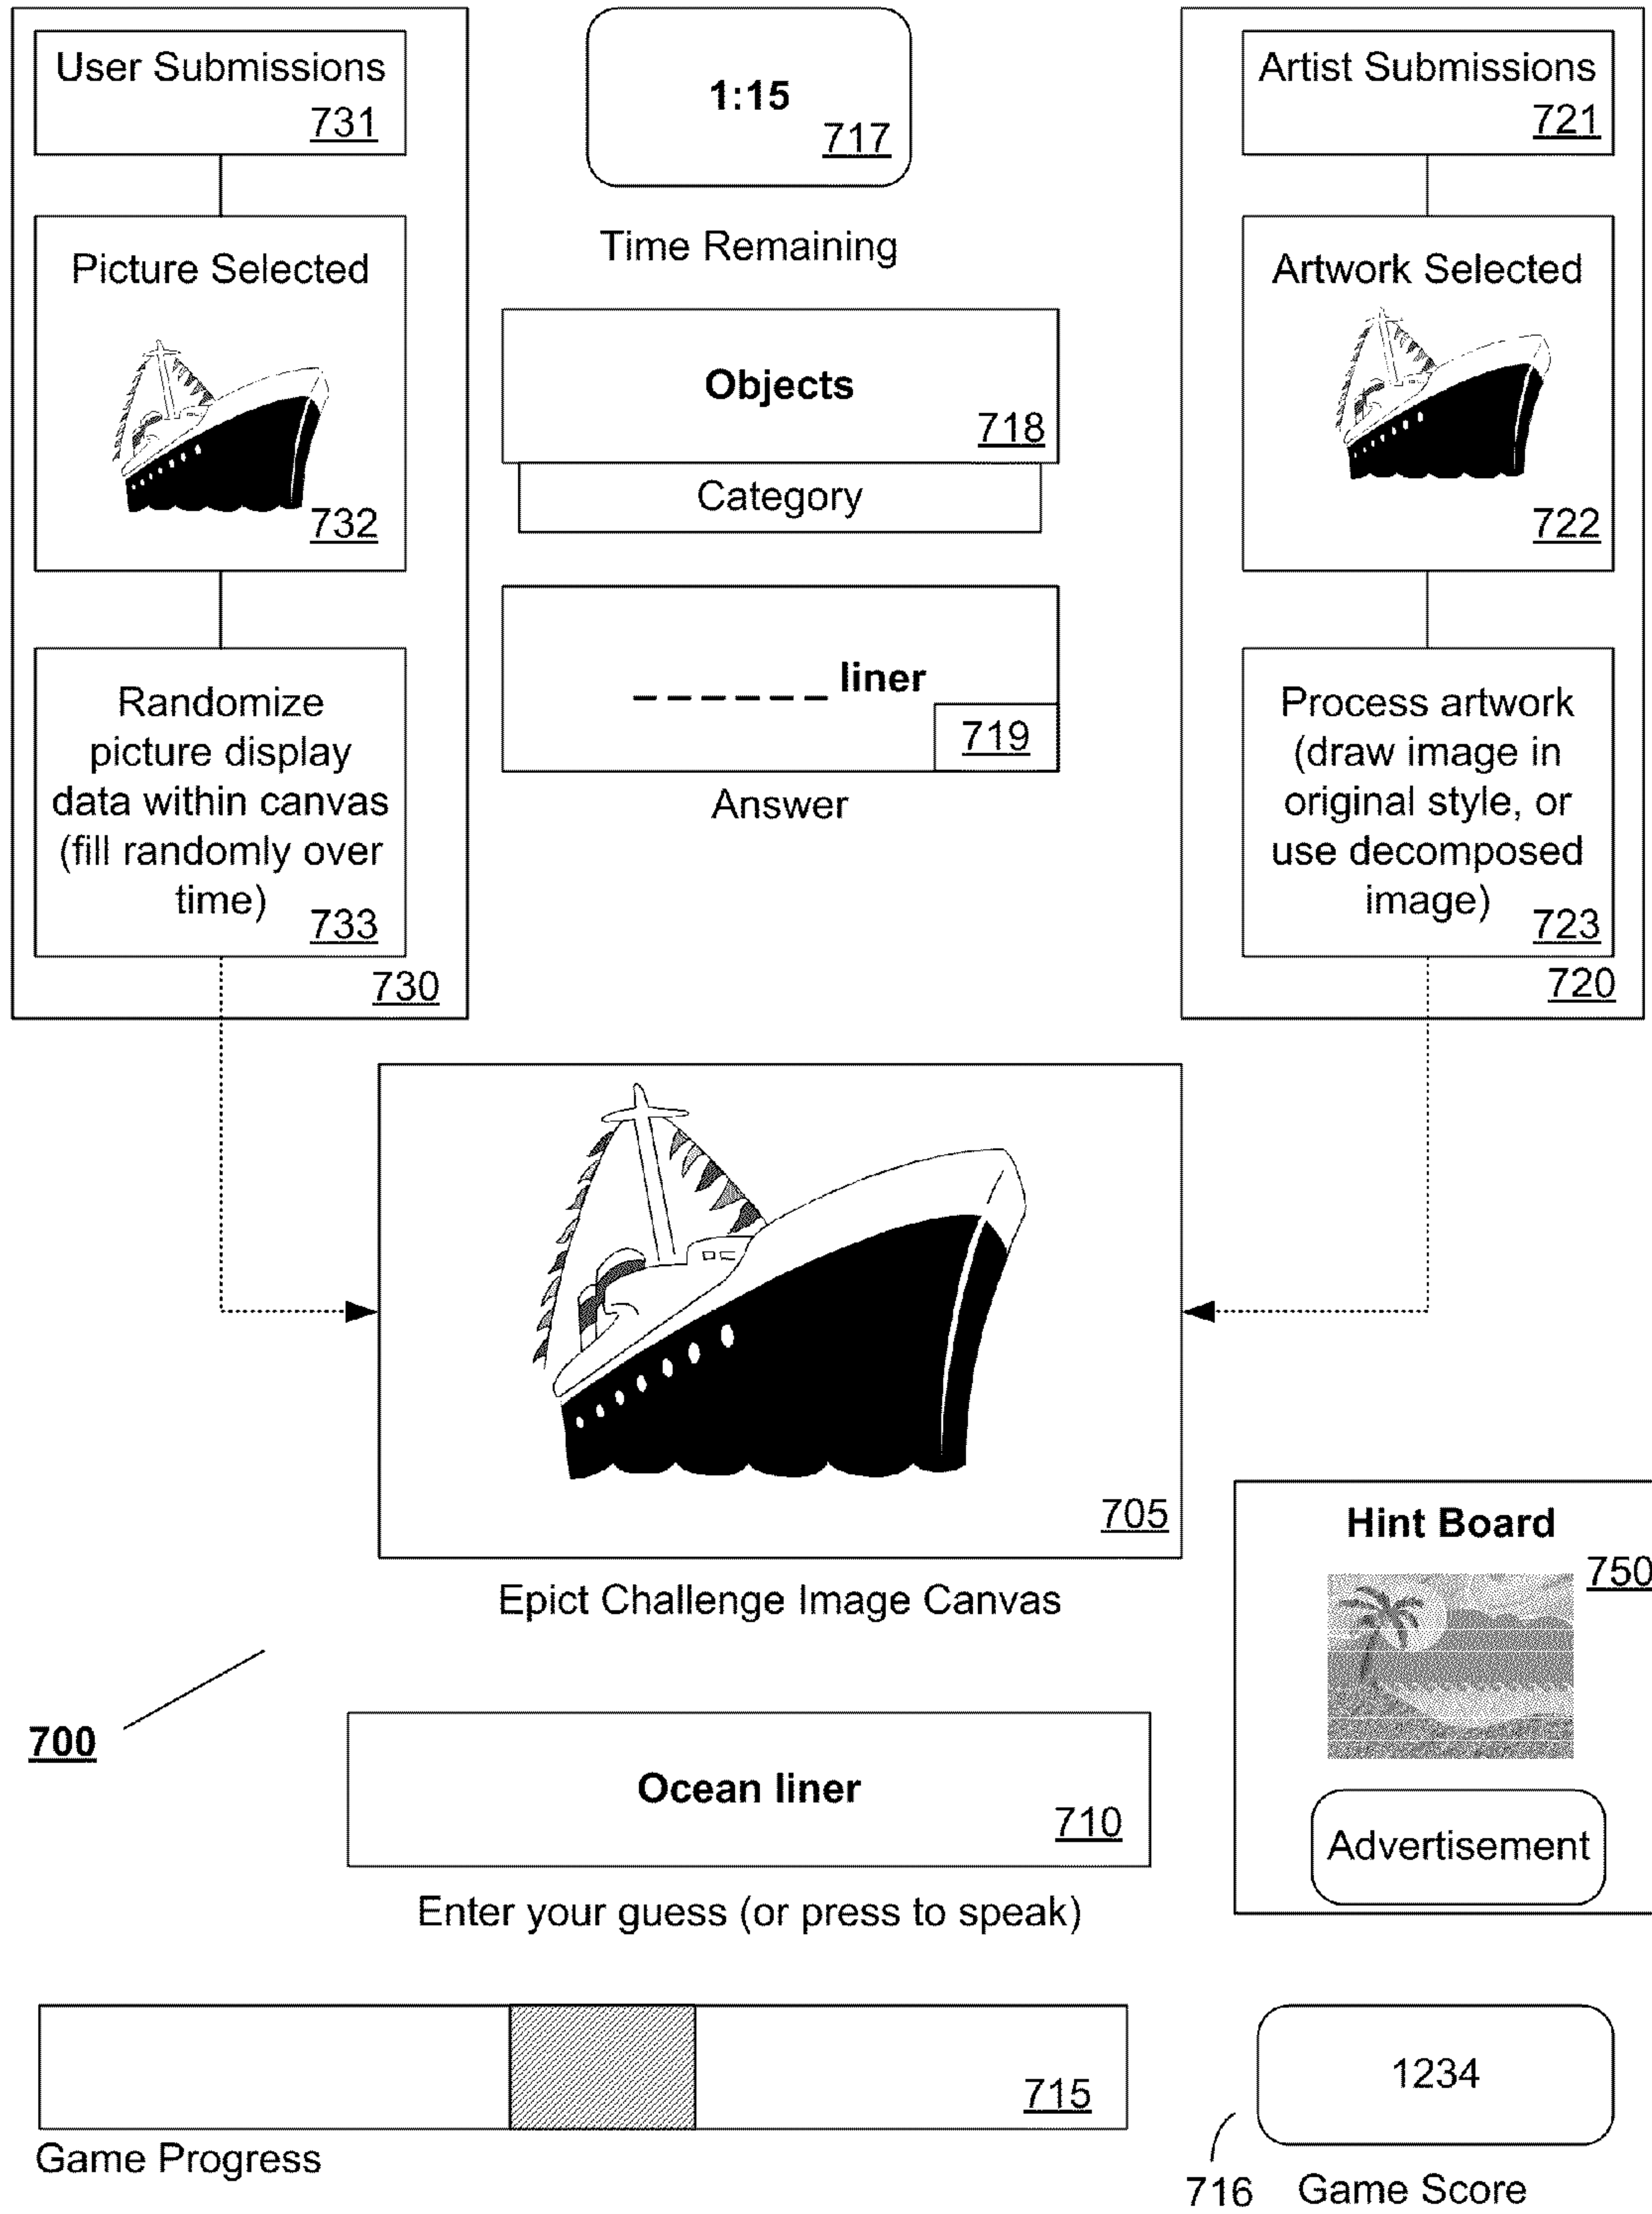 User Submissions
731
Picture Selected
732
Randomize
picture display
data within canvas
(fill randomly over
time)
733
730
1:15
717
Time Remaining
Objects
718
Category
_ _ _ _ _ _ liner
719
Answer
Artist Submissions
721
Artwork Selected
722
Process artwork
(draw image in
original style, or
use decomposed
image)
723
720
705
Epict Challenge Image Canvas
Hint Board
750
Advertisement
700
Ocean liner
710
Enter your guess (or press to speak)
715
Game Progress
1234
716
Game Score